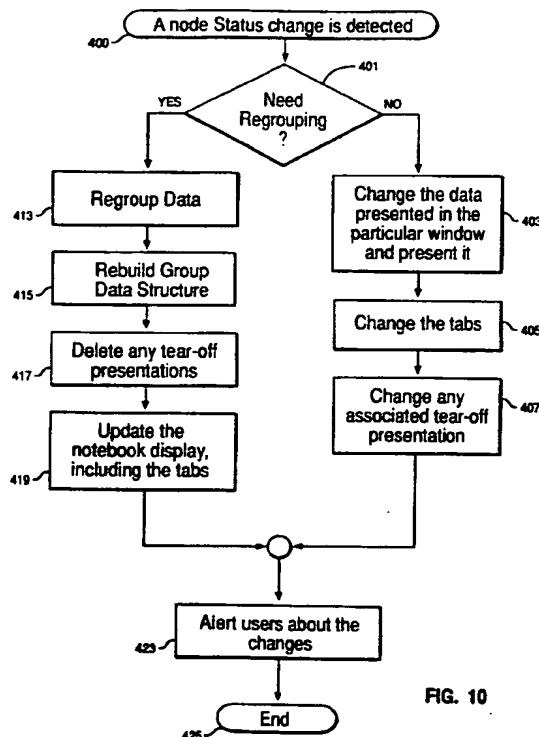 A node Status change is detected
400
401
Need
Regrouping
?
YES
NO
Regroup Data
413
Change the data
presented in the
particular window
and present it
403
Rebuild Group
Data Structure
415
Change the tabs
405
Delete any tear-off
presentations
417
Change any
associated tear-off
presentation
407
Update the
notebook display,
including the tabs
419
Alert users about the
changes
423
End
425
FIG. 10